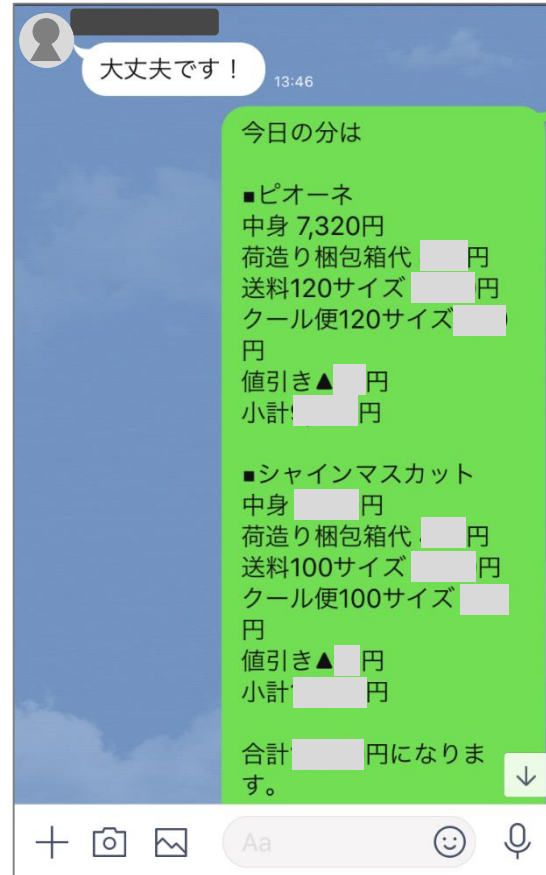 大丈夫です！
13:46
今日の分は
■ピオーネ
中身 7,320円
荷造り梱包箱代 円
送料120サイズ 円
クール便120サイズ
円
値引き▲ 円
小計 円
■シャインマスカット
中身 円
荷造り梱包箱代 円
送料100サイズ 円
クール便100サイズ
円
値引き▲ 円
小計 円
合計 円になりま
す。
Aa